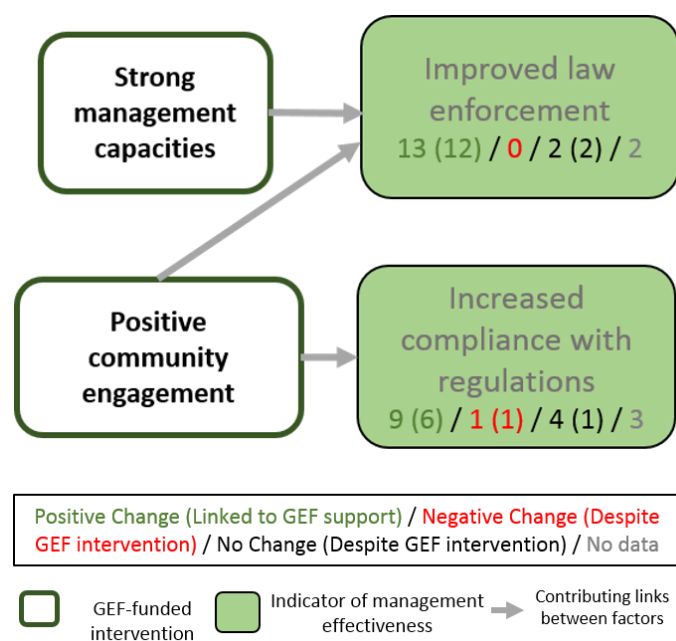 Strong
management
capacities
Improved law
enforcement
13 (12) / 0 / 2 (2) / 2
Positive
community
engagement
Increased
compliance with
regulations
9 (6) / 1 (1) / 4 (1) / 3
Positive Change (Linked to GEF support) / Negative Change (Despite
GEF intervention) / No Change (Despite GEF intervention) / No data
GEF-funded
intervention
Indicator of management
effectiveness
Contributing links
between factors